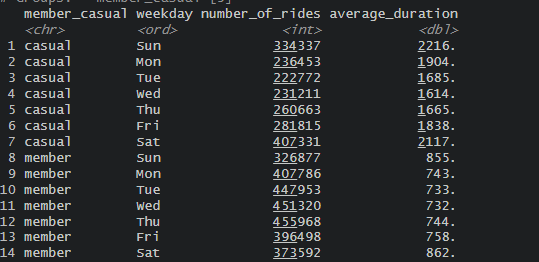 member_casual weekday number_of_rides average_duration
<chr> <ord> <int> <dbl>
1 casual Sun 334337 2216.
2 casual Mon 236453 1904.
3 casual Tue 222772 1685.
4 casual Wed 231211 1614.
5 casual Thu 260663 1665.
6 casual Fri 281815 1838.
7 casual Sat 407331 2117.
8 member Sun 326877 855.
9 member Mon 407786 743.
10 member Tue 447953 733.
11 member Wed 451320 732.
12 member Thu 455968 744.
13 member Fri 396498 758.
14 member Sat 373592 862.